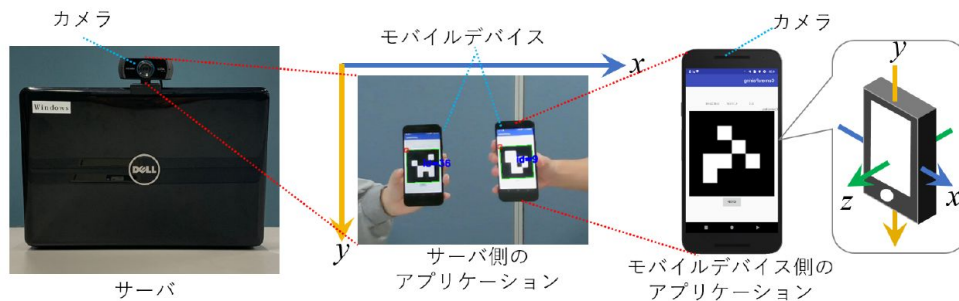 カメラ
モバイルデバイス
カメラ
Windows
DELL
x
y
y
z
x
サーバ
サーバ側の
アプリケーション
モバイルデバイス側の
アプリケーション